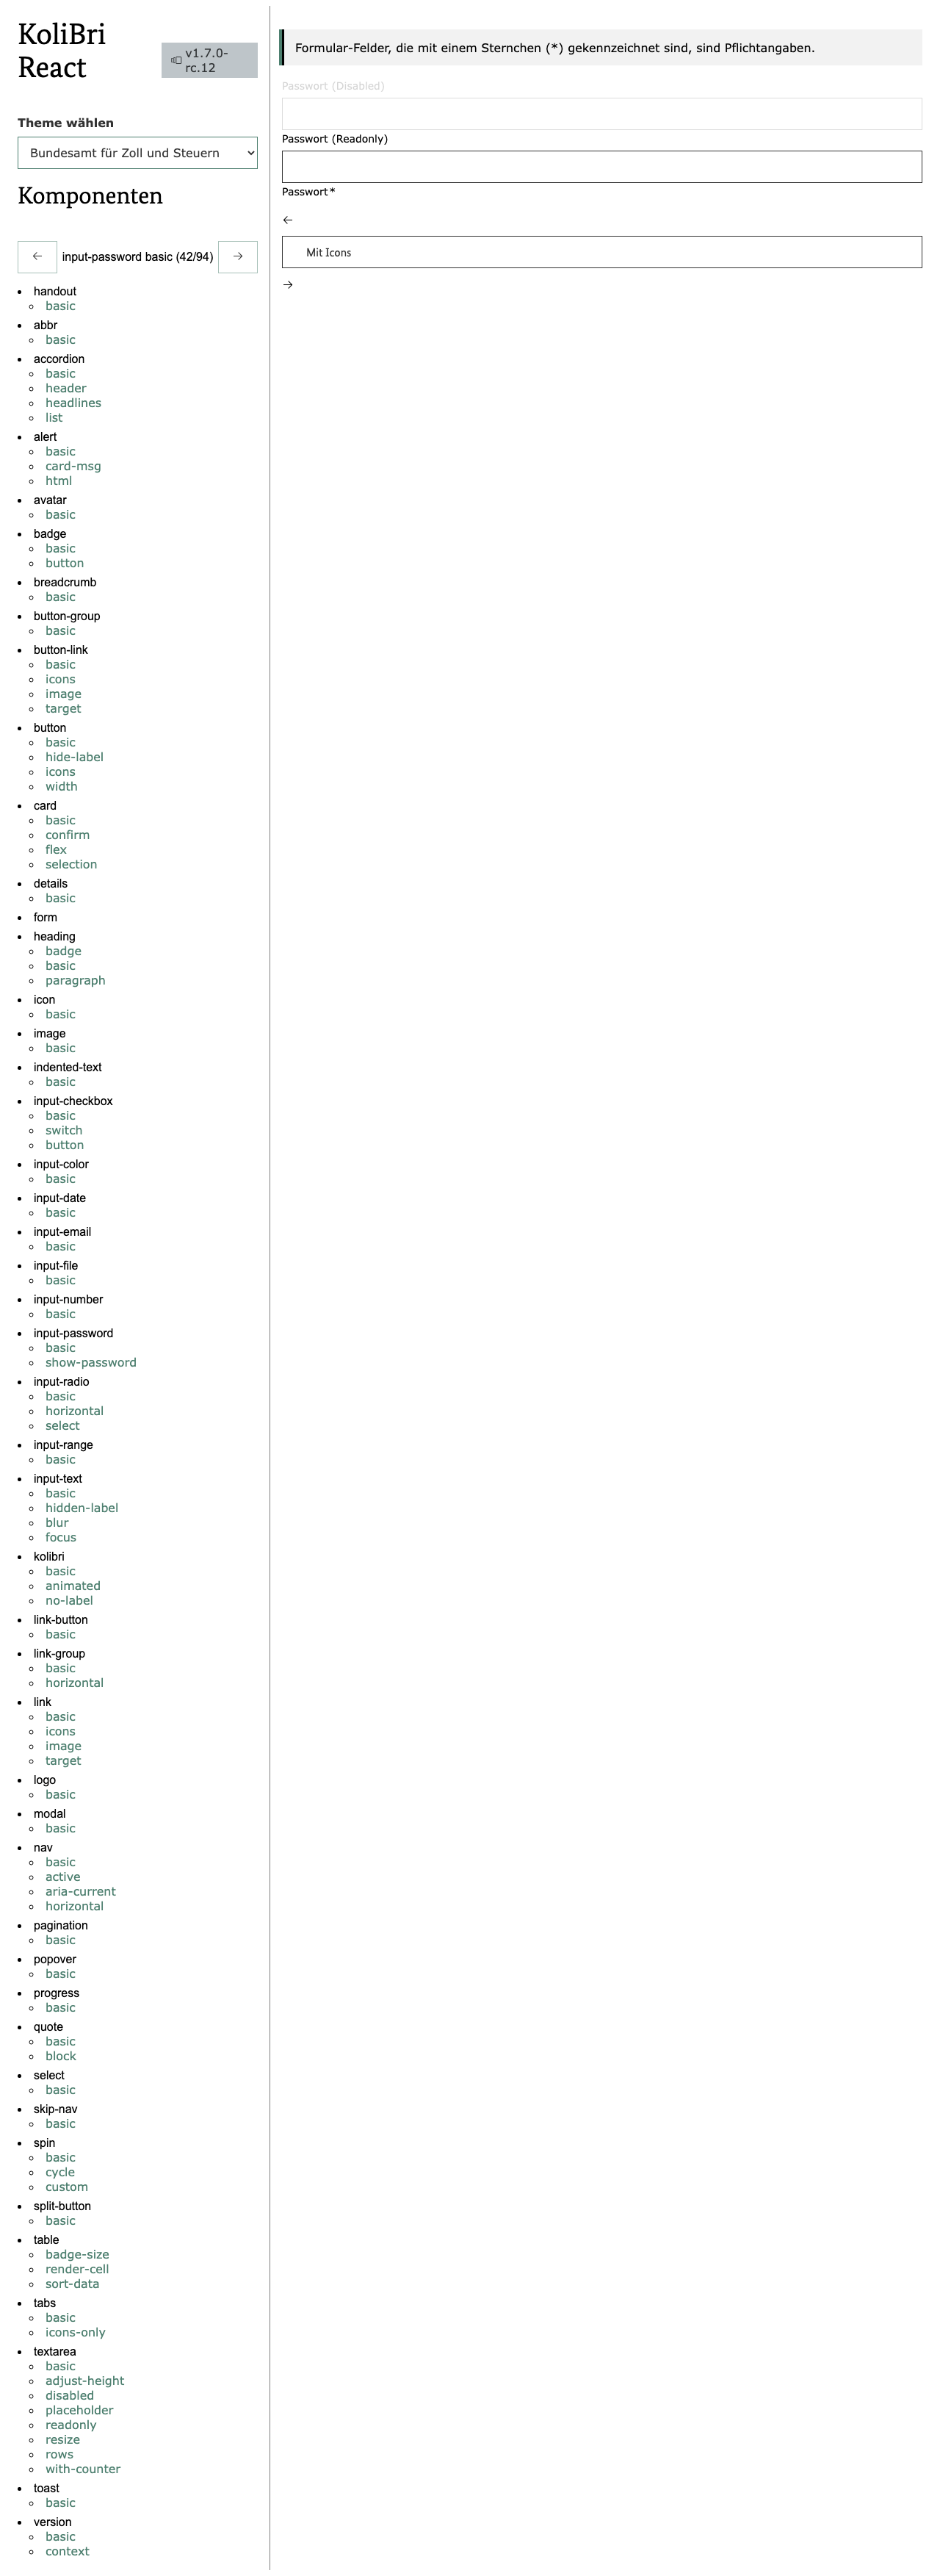 KoliBri
React
v1.7.0-
rc.12
Theme wählen
Bundesamt für Zoll und Steuern
Komponenten
← input-password basic (42/94) →
handout
basic
abbr
basic
accordion
basic
header
headlines
list
alert
basic
card-msg
html
avatar
basic
badge
basic
button
breadcrumb
basic
button-group
basic
button-link
basic
icons
image
target
button
basic
hide-label
icons
width
card
basic
confirm
flex
selection
details
basic
form
heading
badge
basic
paragraph
icon
basic
image
basic
indented-text
basic
input-checkbox
basic
switch
button
input-color
basic
input-date
basic
input-email
basic
input-file
basic
input-number
basic
input-password
basic
show-password
input-radio
basic
horizontal
select
input-range
basic
input-text
basic
hidden-label
blur
focus
kolibri
basic
animated
no-label
link-button
basic
link-group
basic
horizontal
link
basic
icons
image
target
logo
basic
modal
basic
nav
basic
active
aria-current
horizontal
pagination
basic
popover
basic
progress
basic
quote
basic
block
select
basic
skip-nav
basic
spin
basic
cycle
custom
split-button
basic
table
badge-size
render-cell
sort-data
tabs
basic
icons-only
textarea
basic
adjust-height
disabled
placeholder
readonly
resize
rows
with-counter
toast
basic
version
basic
context
Formular-Felder, die mit einem Sternchen (*) gekennzeichnet sind, sind Pflichtangaben.
Passwort (Disabled)
Passwort (Readonly)
Passwort*
←
Mit Icons
→